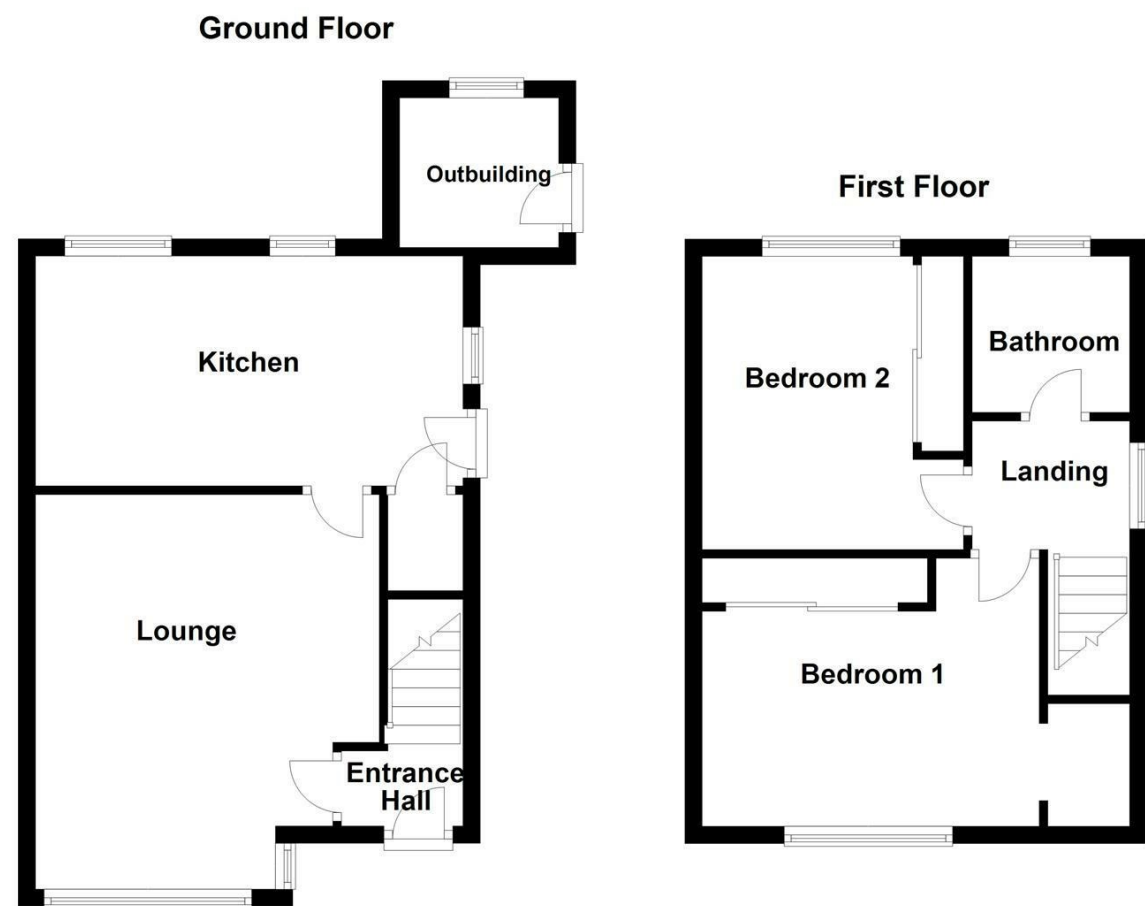 Ground Floor
Outbuilding
Kitchen
Lounge
Entrance
Hall
First Floor
Bedroom 2
Bathroom
Landing
Bedroom 1